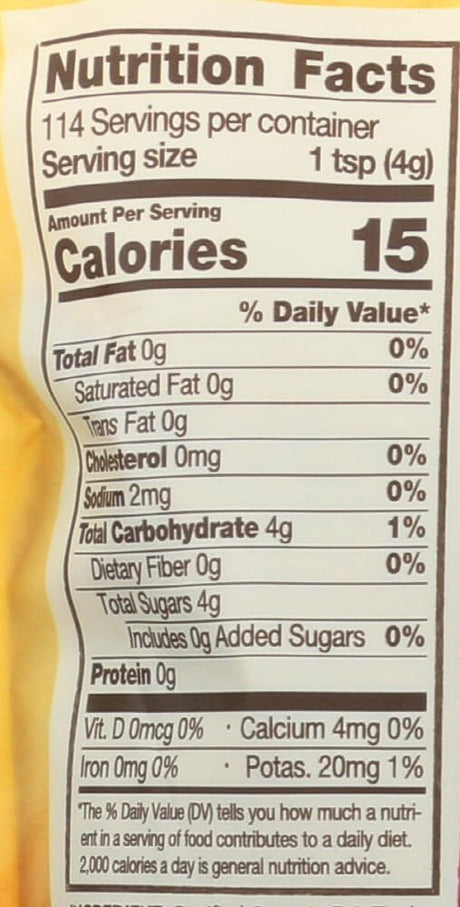 Nutrition Facts
114 Servings per container
Serving size 1 tsp (4g)
Amount Per Serving
Calories 15
% Daily Value*
Total Fat 0g 0%
Saturated Fat 0g 0%
Trans Fat 0g
Cholesterol 0mg 0%
Sodium 2mg 0%
Total Carbohydrate 4g 1%
Dietary Fiber 0g 0%
Total Sugars 4g
Includes 0g Added Sugars 0%
Protein 0g
Vit. D 0mcg 0% · Calcium 4mg 0%
Iron 0mg 0% · Potas. 20mg 1%
*The % Daily Value (DV) tells you how much a nutri-
ent in a serving of food contributes to a daily diet.
2,000 calories a day is general nutrition advice.